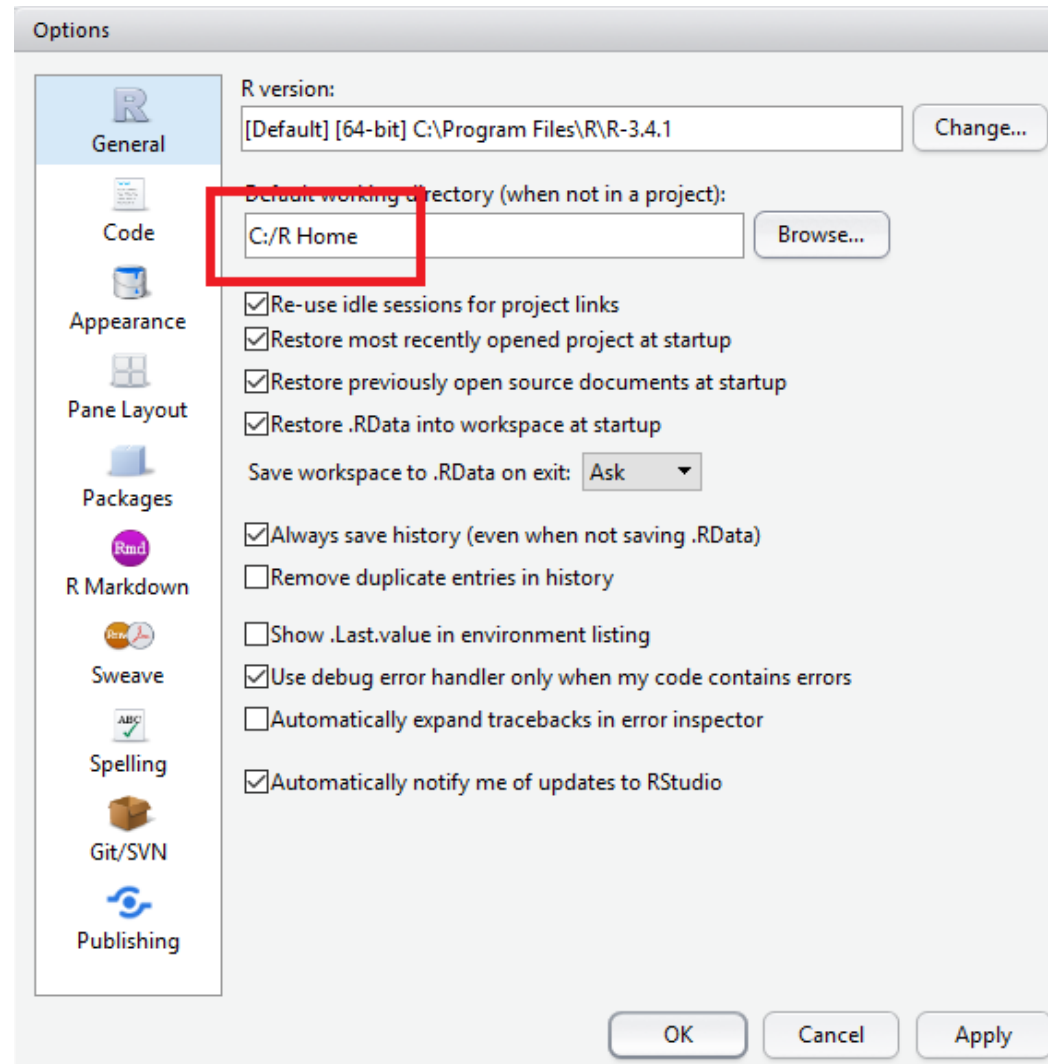 Options
General
Code
Appearance
Pane Layout
Packages
Rmd
R Markdown
Sweave
ABC
Spelling
Git/SVN
Publishing
R version:
[Default] [64-bit] C:\Program Files\R\R-3.4.1
Change...
Default working directory (when not in a project):
C:/R Home
Browse...
Re-use idle sessions for project links
Restore most recently opened project at startup
Restore previously open source documents at startup
Restore .RData into workspace at startup
Save workspace to .RData on exit: Ask
Always save history (even when not saving .RData)
Remove duplicate entries in history
Show .Last.value in environment listing
Use debug error handler only when my code contains errors
Automatically expand tracebacks in error inspector
Automatically notify me of updates to RStudio
OK Cancel Apply